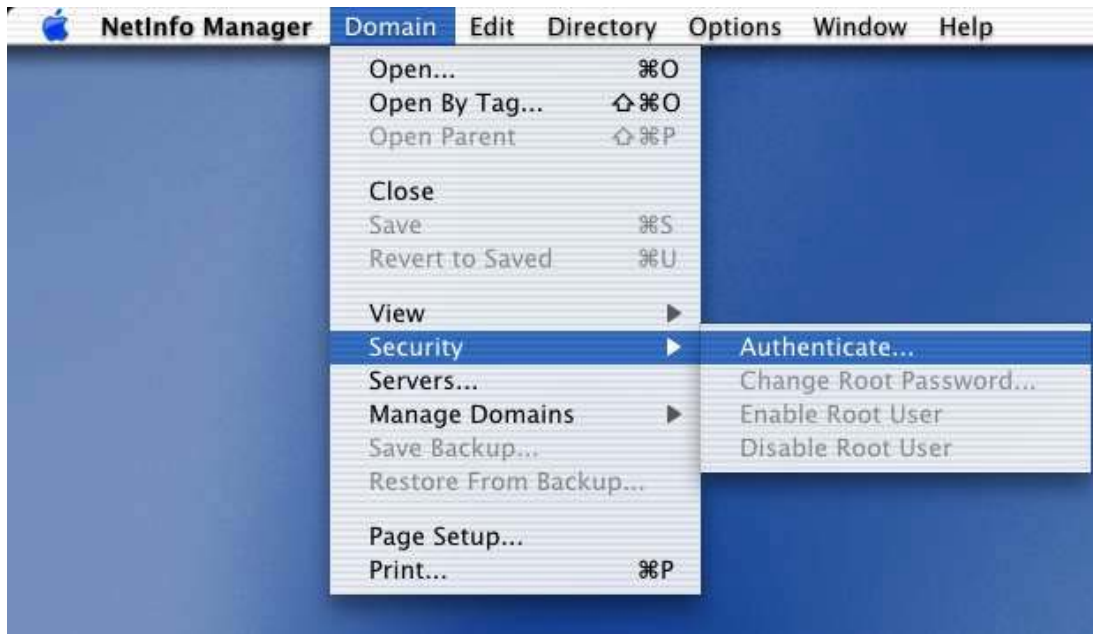 NetInfo Manager Domain Edit Directory Options Window Help
Open... ⌘O
Open By Tag... ⇧⌘O
Open Parent ⇧⌘P
Close
Save ⌘S
Revert to Saved ⌘U
View
Security
Servers...
Manage Domains
Save Backup...
Restore From Backup...
Page Setup...
Print... ⌘P
Authenticate...
Change Root Password...
Enable Root User
Disable Root User